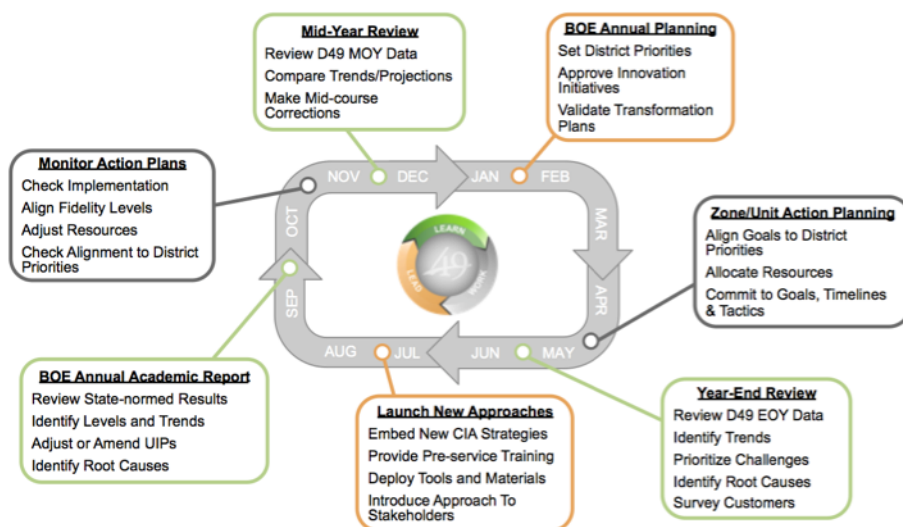 Mid-Year Review
Review D49 MOY Data
Compare Trends/Projections
Make Mid-course
Corrections
BOE Annual Planning
Set District Priorities
Approve Innovation
Initiatives
Validate Transformation
Plans
Monitor Action Plans
Check Implementation
Align Fidelity Levels
Adjust Resources
Check Alignment to District
Priorities
NOV
DEC
JAN
FEB
OCT
MAR
SEP
APR
AUG
JUL
JUN
MAY
LEARN
LEAD
WORK
49
Zone/Unit Action Planning
Align Goals to District
Priorities
Allocate Resources
Commit to Goals, Timelines
& Tactics
BOE Annual Academic Report
Review State-normed Results
Identify Levels and Trends
Adjust or Amend UIPs
Identify Root Causes
Launch New Approaches
Embed New CIA Strategies
Provide Pre-service Training
Deploy Tools and Materials
Introduce Approach To
Stakeholders
Year-End Review
Review D49 EOY Data
Identify Trends
Prioritize Challenges
Identify Root Causes
Survey Customers